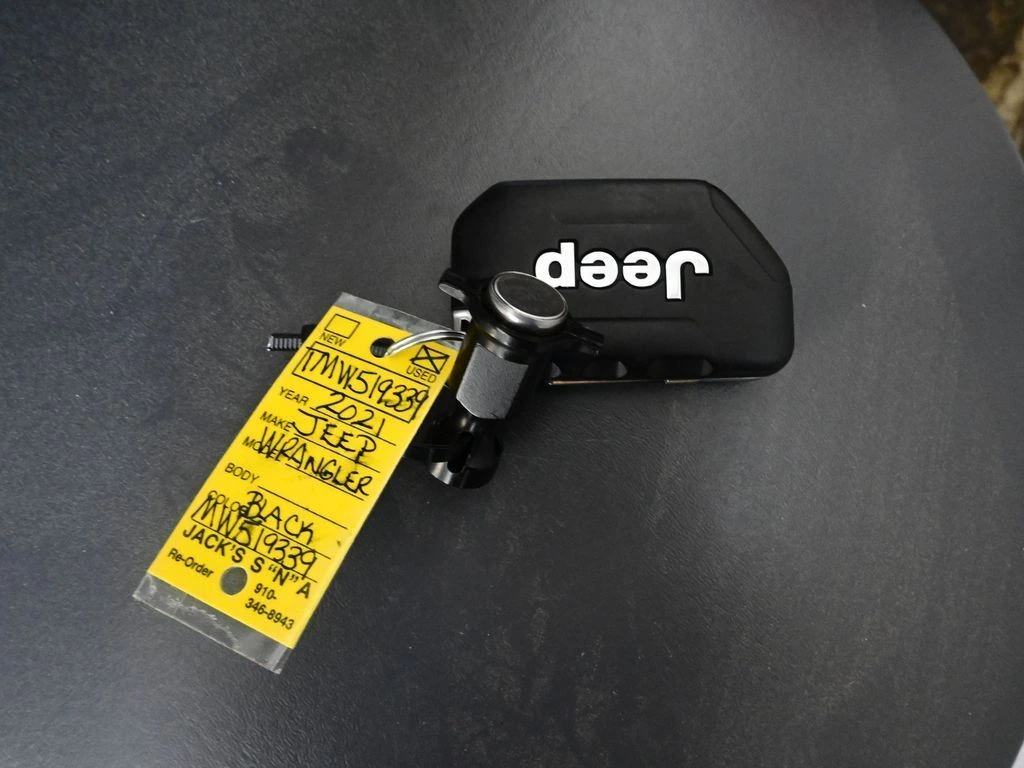 Jeep
NEW
USED
TMW519339
YEAR 2021
MAKE JEEP
MODEL WRANGLER
BODY
COLOR BLACK
MW519339
JACK'S S "N" A
Re-Order 910-
346-8943